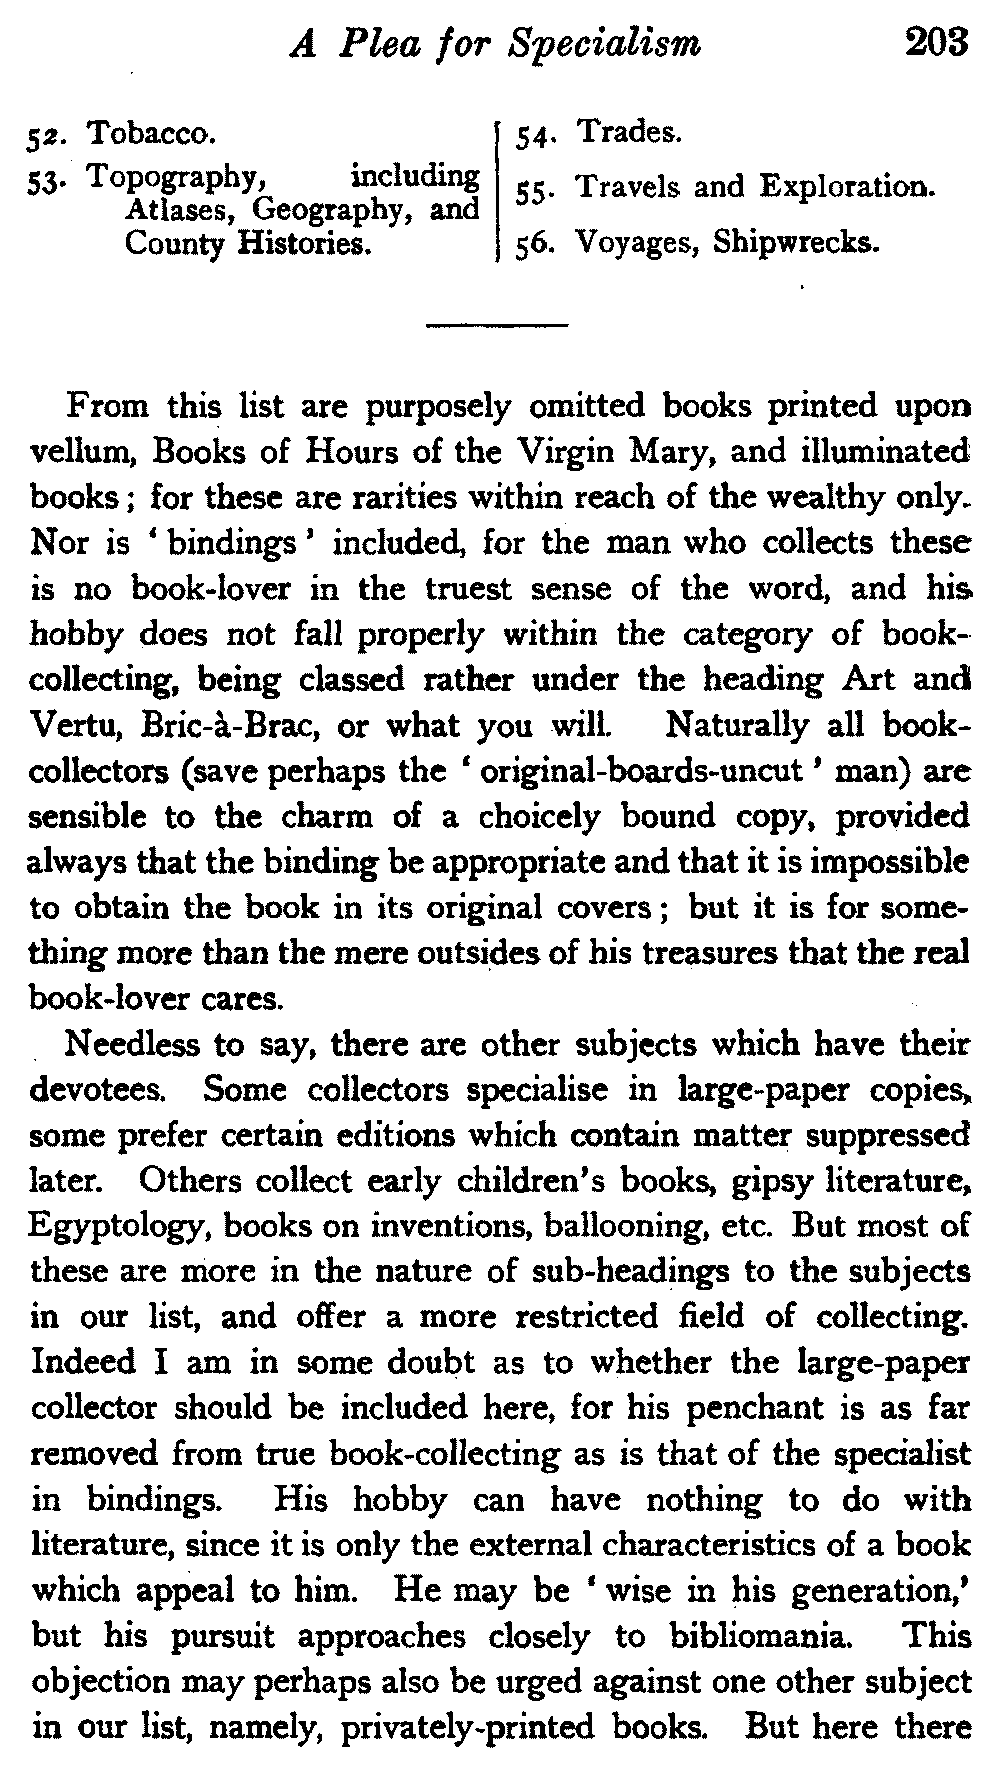 A Plea for Specialism 203
52. Tobacco.
53. Topography, including
Atlases, Geography, and
County Histories.
54. Trades.
55. Travels and Exploration.
56. Voyages, Shipwrecks.
From this list are purposely omitted books printed upon
vellum, Books of Hours of the Virgin Mary, and illuminated
books ; for these are rarities within reach of the wealthy only.
Nor is ‘ bindings ’ included, for the man who collects these
is no book-lover in the truest sense of the word, and his
hobby does not fall properly within the category of book-
collecting, being classed rather under the heading Art and
Vertu, Bric-à-Brac, or what you will. Naturally all book-
collectors (save perhaps the ‘ original-boards-uncut ’ man) are
sensible to the charm of a choicely bound copy, provided
always that the binding be appropriate and that it is impossible
to obtain the book in its original covers ; but it is for some-
thing more than the mere outsides of his treasures that the real
book-lover cares.
Needless to say, there are other subjects which have their
devotees. Some collectors specialise in large-paper copies,
some prefer certain editions which contain matter suppressed
later. Others collect early children's books, gipsy literature,
Egyptology, books on inventions, ballooning, etc. But most of
these are more in the nature of sub-headings to the subjects
in our list, and offer a more restricted field of collecting.
Indeed I am in some doubt as to whether the large-paper
collector should be included here, for his penchant is as far
removed from true book-collecting as is that of the specialist
in bindings. His hobby can have nothing to do with
literature, since it is only the external characteristics of a book
which appeal to him. He may be ‘ wise in his generation,’
but his pursuit approaches closely to bibliomania. This
objection may perhaps also be urged against one other subject
in our list, namely, privately-printed books. But here there